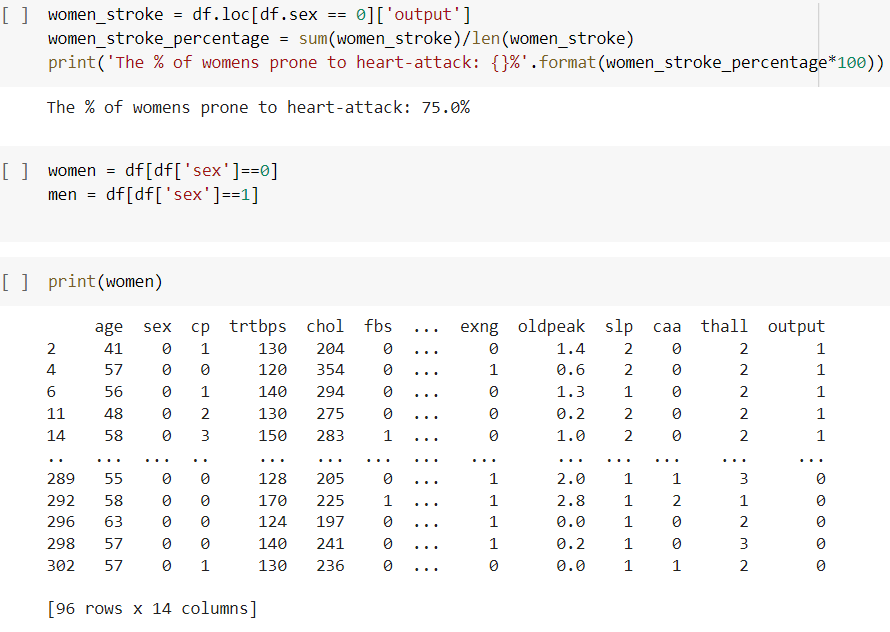 [ ] women_stroke = df.loc[df.sex == 0]['output']
women_stroke_percentage = sum(women_stroke)/len(women_stroke)
print('The % of womens prone to heart-attack: {}%'.format(women_stroke_percentage*100))
The % of womens prone to heart-attack: 75.0%
[ ] women = df[df['sex']==0]
men = df[df['sex']==1]
[ ] print(women)
age sex cp trtbps chol fbs ... exng oldpeak slp caa thall output
2 41 0 1 130 204 0 ... 0 1.4 2 0 2 1
4 57 0 0 120 354 0 ... 1 0.6 2 0 2 1
6 56 0 1 140 294 0 ... 0 1.3 1 0 2 1
11 48 0 2 130 275 0 ... 0 0.2 2 0 2 1
14 58 0 3 150 283 1 ... 0 1.0 2 0 2 1
.. ... ... .. ... ... ... ... ... ... ... ... ... ...
289 55 0 0 128 205 0 ... 1 2.0 1 1 3 0
292 58 0 0 170 225 1 ... 1 2.8 1 2 1 0
296 63 0 0 124 197 0 ... 1 0.0 1 0 2 0
298 57 0 0 140 241 0 ... 1 0.2 1 0 3 0
302 57 0 1 130 236 0 ... 0 0.0 1 1 2 0
[96 rows x 14 columns]